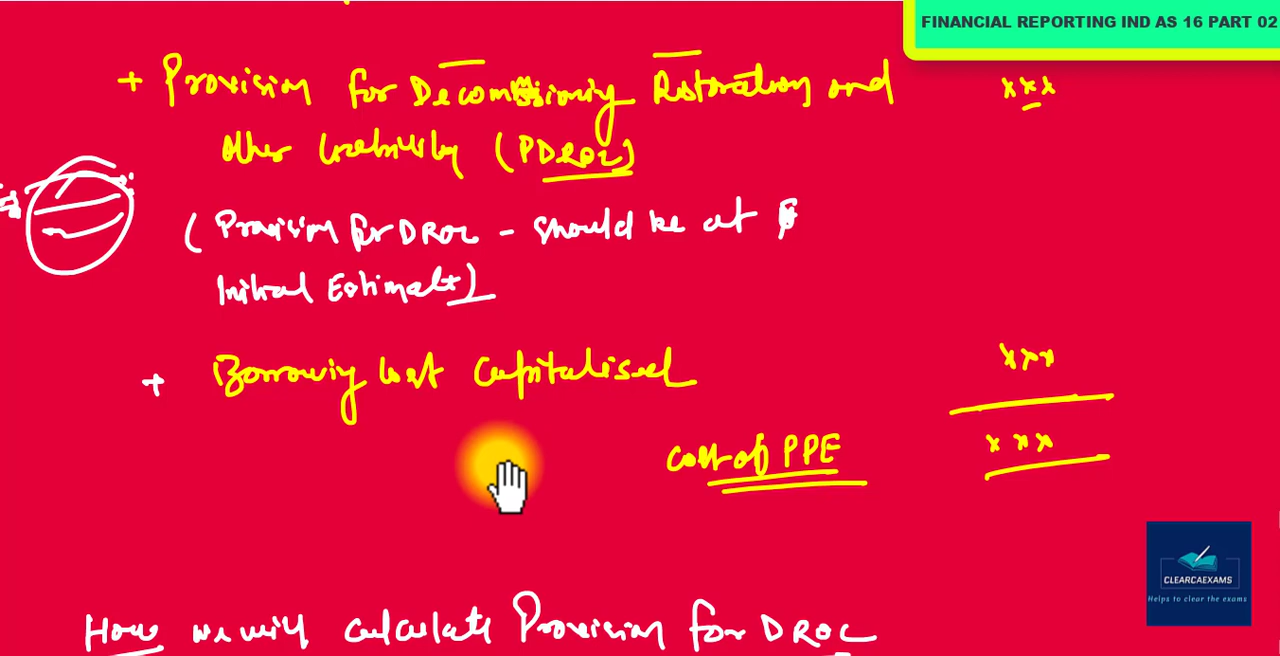 FINANCIAL REPORTING IND AS 16 PART 02
+ Provision for Decommissioning Restoration and xxx
other liability (PDROL)
(Provision for DROL - should be at
Initial Estimate)
+ Borrowing Cost Capitalised xxx
Cost of PPE xxx
CLEARCAEXAMS
Helps to clear the exams
How we will calculate Provision for DROL